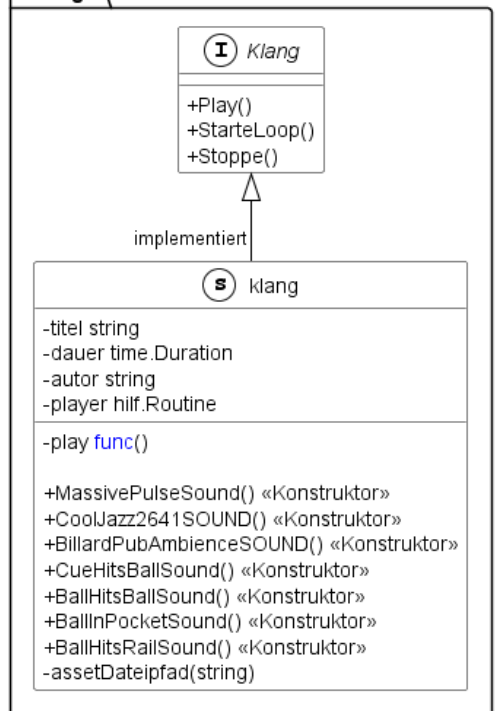 I Klang
+Play()
+StarteLoop()
+Stoppe()
implementiert
s klang
-titel string
-dauer time.Duration
-autor string
-player hilf.Routine
-play func()
+MassivePulseSound() «Konstruktor»
+CoolJazz2641SOUND() «Konstruktor»
+BillardPubAmbienceSOUND() «Konstruktor»
+CueHitsBallSound() «Konstruktor»
+BallHitsBallSound() «Konstruktor»
+BallInPocketSound() «Konstruktor»
+BallHitsRailSound() «Konstruktor»
-assetDateipfad(string)